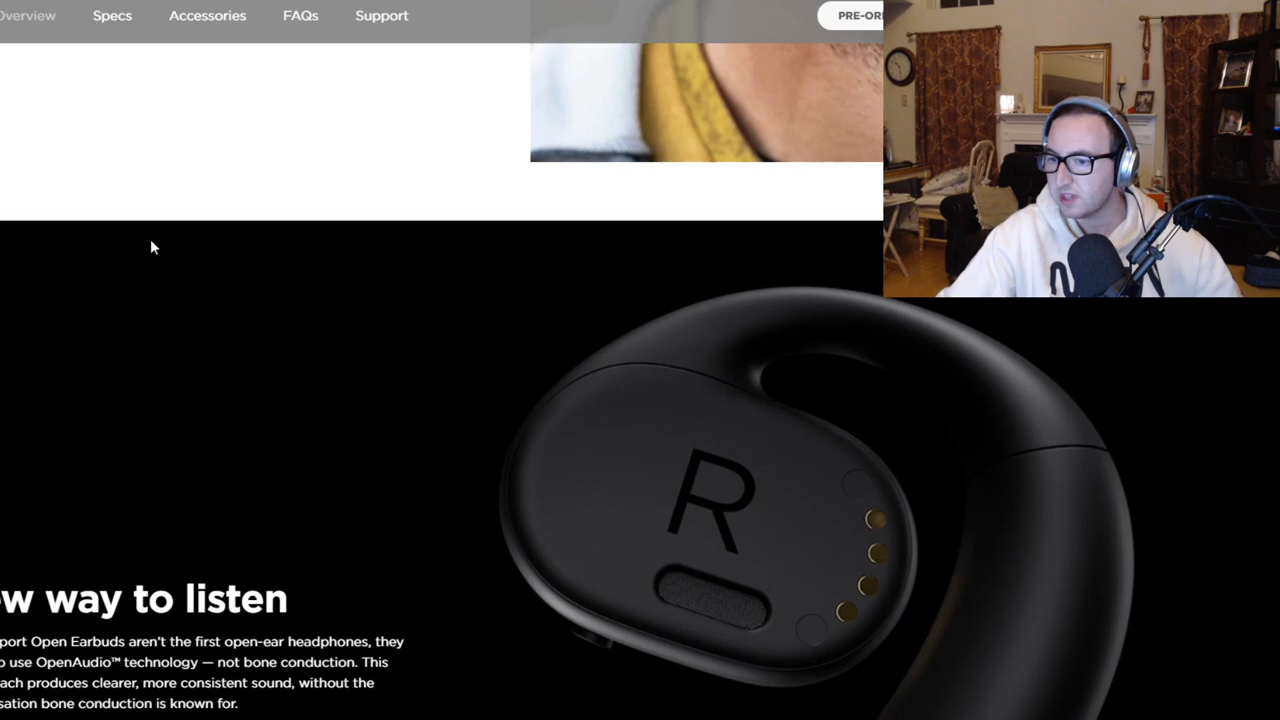 Overview Specs Accessories FAQs Support PRE-OR
R
ew way to listen
port Open Earbuds aren't the first open-ear headphones, they
o use OpenAudio™ technology — not bone conduction. This
ach produces clearer, more consistent sound, without the
sation bone conduction is known for.